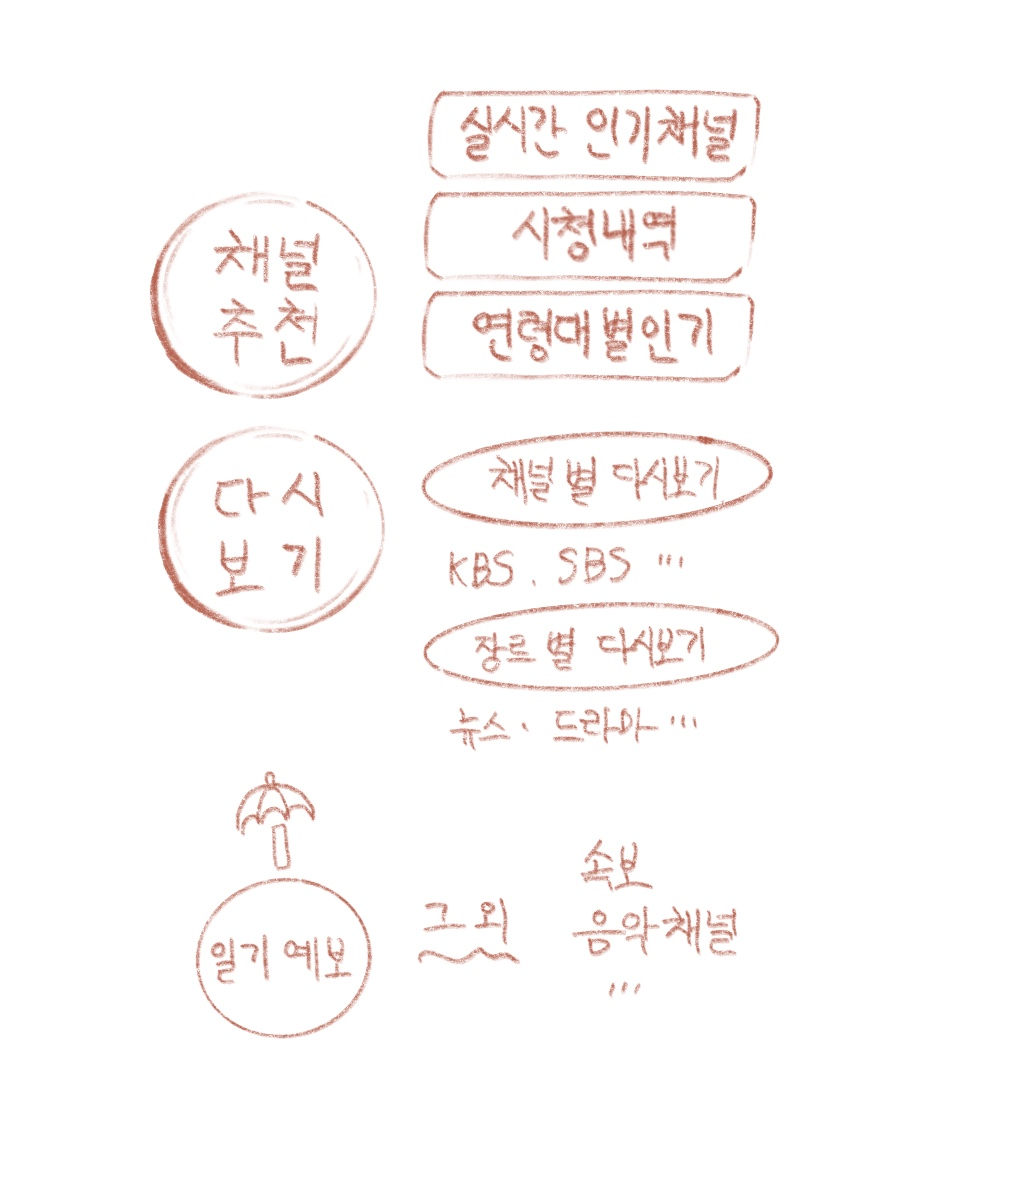 실시간 인기채널
채널
추천
시청내역
연령대별인기
다시
보기
채널별 다시보기
KBS. SBS ...
장르별 다시보기
뉴스. 드라마 ...
일기예보
그 외
속보
음악채널
...